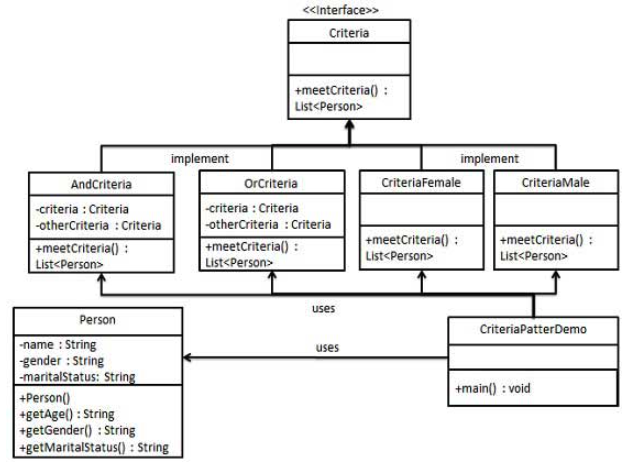 <<Interface>>
Criteria
+meetCriteria() :
List<Person>
implement
implement
AndCriteria
-criteria : Criteria
-otherCriteria : Criteria
+meetCriteria() :
List<Person>
OrCriteria
-criteria : Criteria
-otherCriteria : Criteria
+meetCriteria() :
List<Person>
CriteriaFemale
+meetCriteria() :
List<Person>
CriteriaMale
+meetCriteria() :
List<Person>
uses
Person
-name : String
-gender : String
-maritalStatus: String
+Person()
+getAge() : String
+getGender() : String
+getMaritalStatus() : String
uses
CriteriaPatterDemo
+main() : void